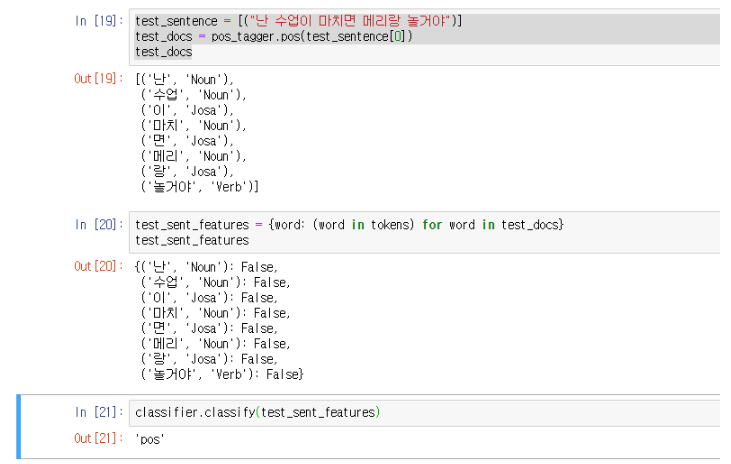 In [19]: test_sentence = [("난 수업이 마치면 메리랑 놀거야")]
test_docs = pos_tagger.pos(test_sentence[0])
test_docs
Out[19]: [('난', 'Noun'),
('수업', 'Noun'),
('이', 'Josa'),
('마치', 'Noun'),
('면', 'Josa'),
('메리', 'Noun'),
('랑', 'Josa'),
('놀거야', 'Verb')]
In [20]: test_sent_features = {word: (word in tokens) for word in test_docs}
test_sent_features
Out[20]: {('난', 'Noun'): False,
('수업', 'Noun'): False,
('이', 'Josa'): False,
('마치', 'Noun'): False,
('면', 'Josa'): False,
('메리', 'Noun'): False,
('랑', 'Josa'): False,
('놀거야', 'Verb'): False}
In [21]: classifier.classify(test_sent_features)
Out[21]: 'pos'